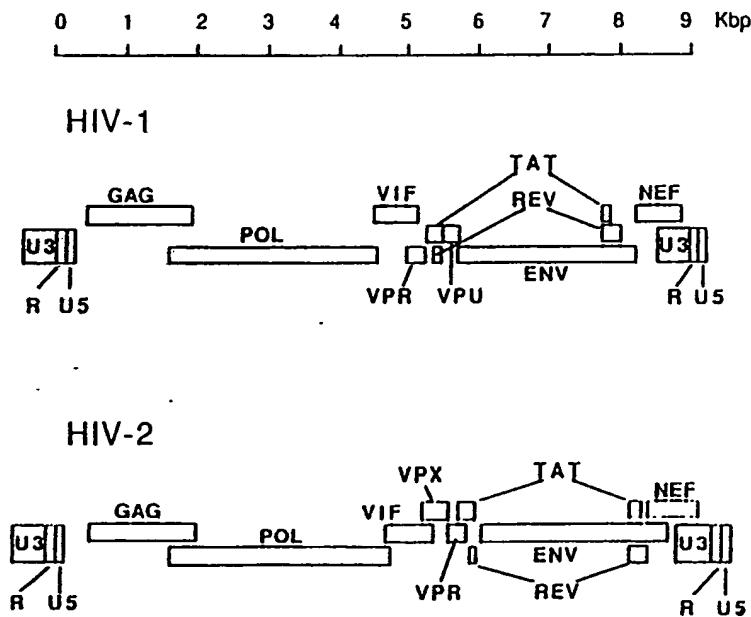 0 1 2 3 4 5 6 7 8 9 Kbp
HIV-1
TAT
GAG VIF REV NEF
U3 POL U3
ENV
R U5 VPR VPU R U5
HIV-2
VPX TAT NEF
GAG VIF
U3 POL ENV U3
R U5 VPR REV R U5